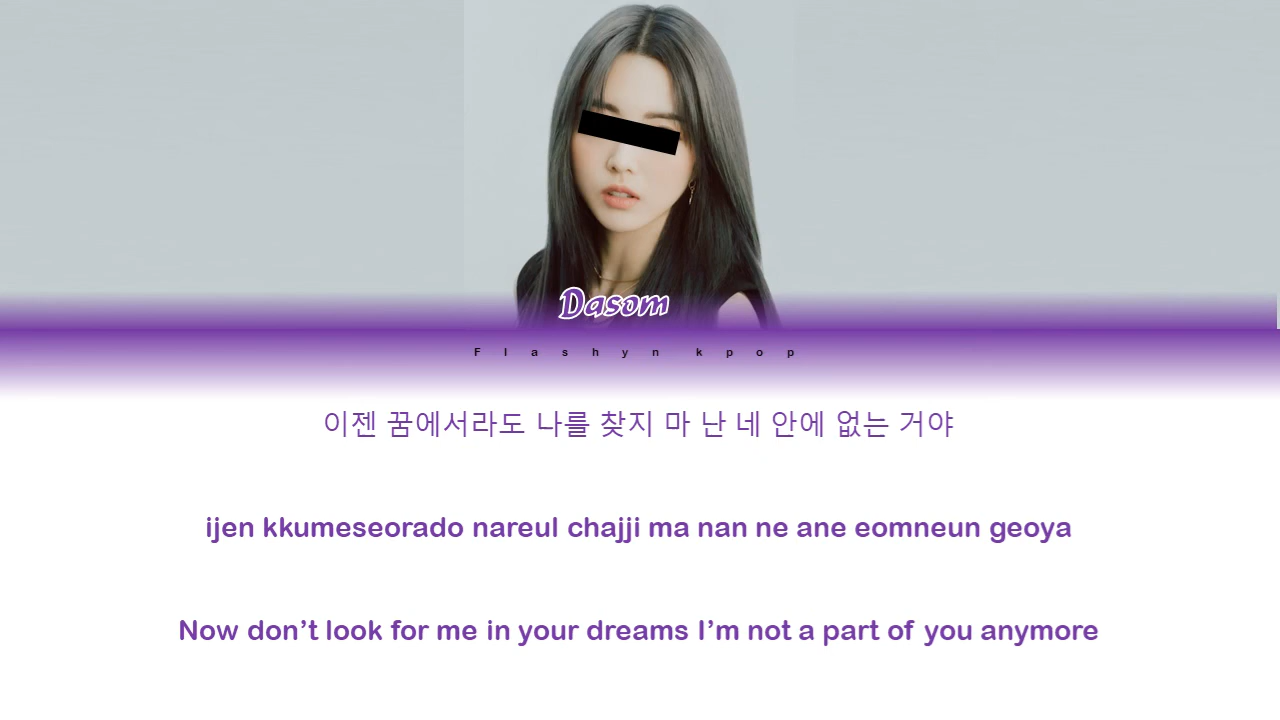 Dasom
Flashyn kpop
이젠 꿈에서라도 나를 찾지 마 난 네 안에 없는 거야
ijen kkumeseorado nareul chajji ma nan ne ane eomneun geoya
Now don’t look for me in your dreams I’m not a part of you anymore